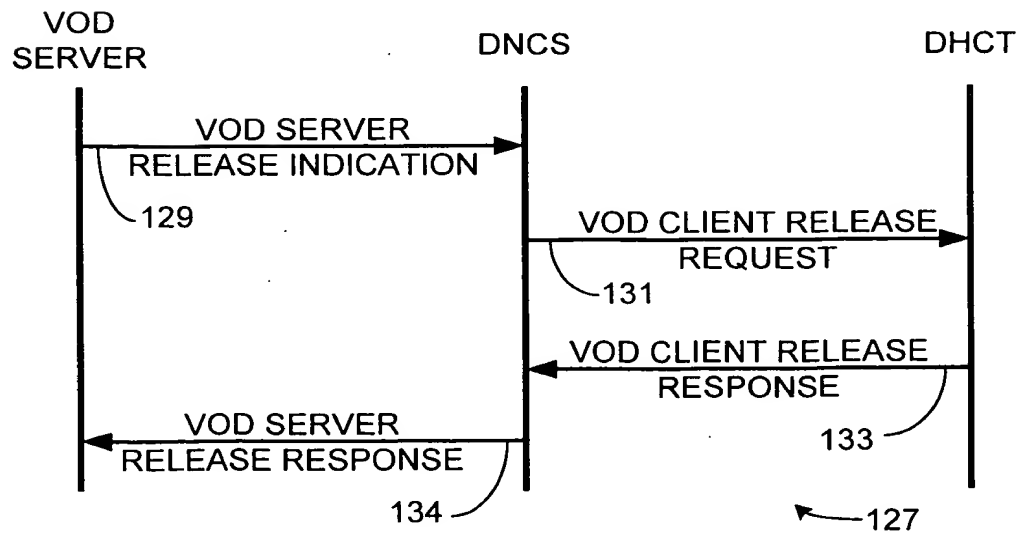 VOD
SERVER
DNCS
DHCT
VOD SERVER
RELEASE INDICATION
129
VOD CLIENT RELEASE
REQUEST
131
VOD CLIENT RELEASE
RESPONSE
133
VOD SERVER
RELEASE RESPONSE
134
127